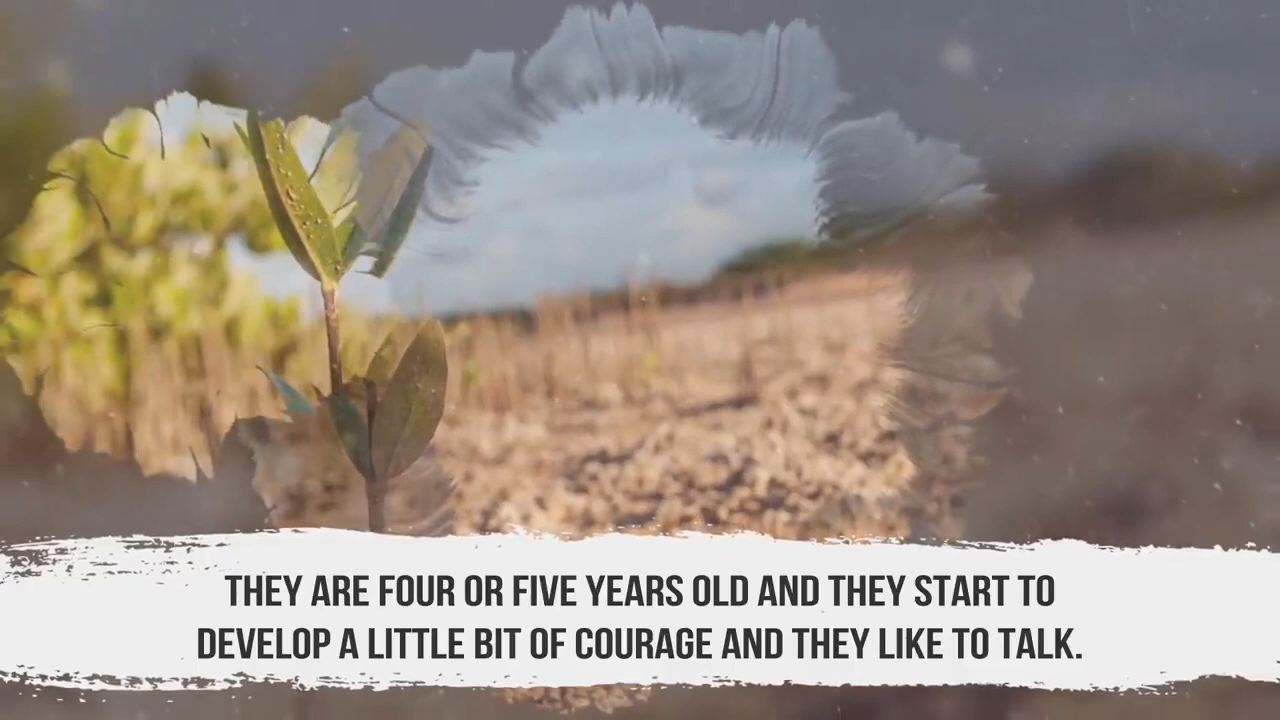 THEY ARE FOUR OR FIVE YEARS OLD AND THEY START TO
DEVELOP A LITTLE BIT OF COURAGE AND THEY LIKE TO TALK.